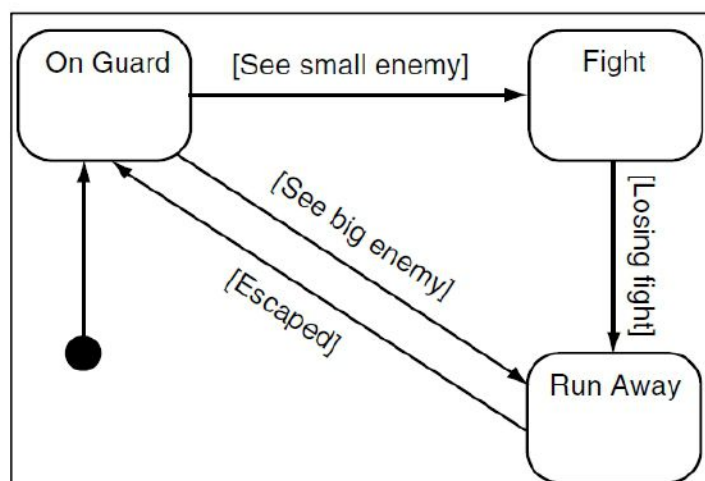 On Guard
[See small enemy]
Fight
[See big enemy]
[Escaped]
[Losing fight]
Run Away